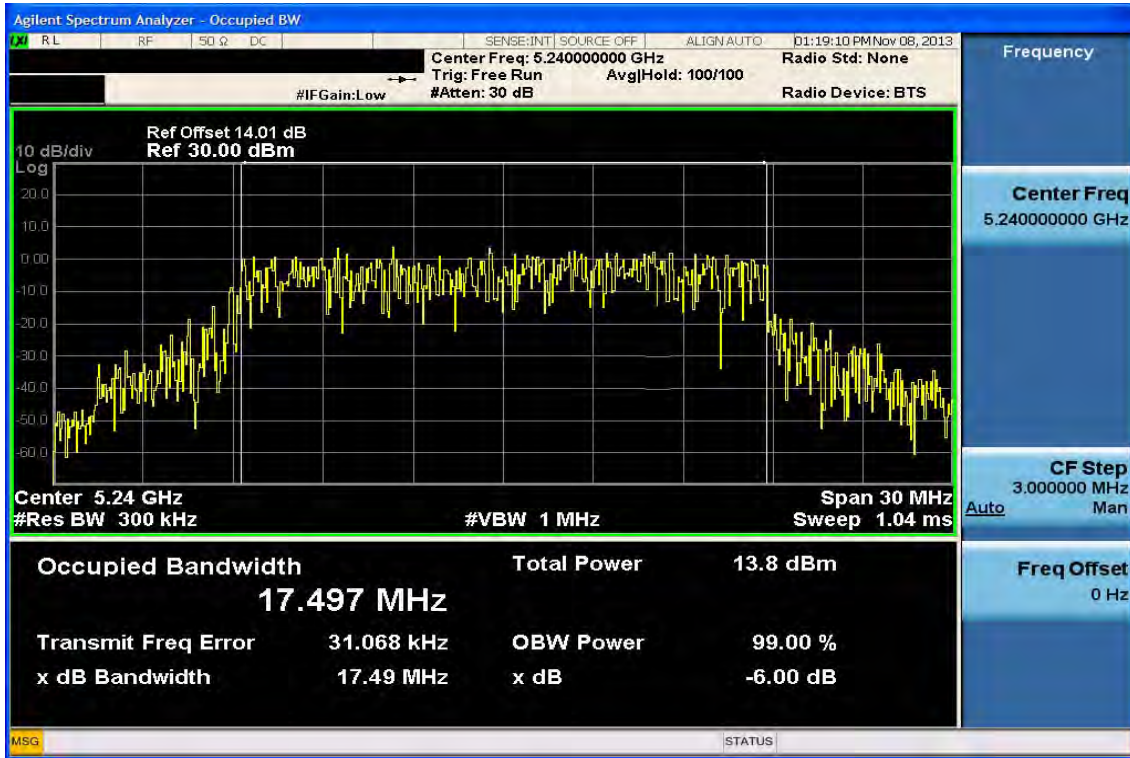 Agilent Spectrum Analyzer - Occupied BW
LXI RL RF 50 Ω DC SENSE:INT SOURCE OFF ALIGN AUTO 01:19:10 PM Nov 08, 2013
Center Freq: 5.240000000 GHz Radio Std: None
Trig: Free Run Avg|Hold: 100/100
#IFGain:Low #Atten: 30 dB Radio Device: BTS
Ref Offset 14.01 dB
10 dB/div Ref 30.00 dBm
Log
20.0
10.0
0.00
-10.0
-20.0
-30.0
-40.0
-50.0
-60.0
Center 5.24 GHz Span 30 MHz
#Res BW 300 kHz #VBW 1 MHz Sweep 1.04 ms
Occupied Bandwidth Total Power 13.8 dBm
17.497 MHz
Transmit Freq Error 31.068 kHz OBW Power 99.00 %
x dB Bandwidth 17.49 MHz x dB -6.00 dB
MSG STATUS
Frequency
Center Freq
5.240000000 GHz
CF Step
3.000000 MHz
Auto Man
Freq Offset
0 Hz